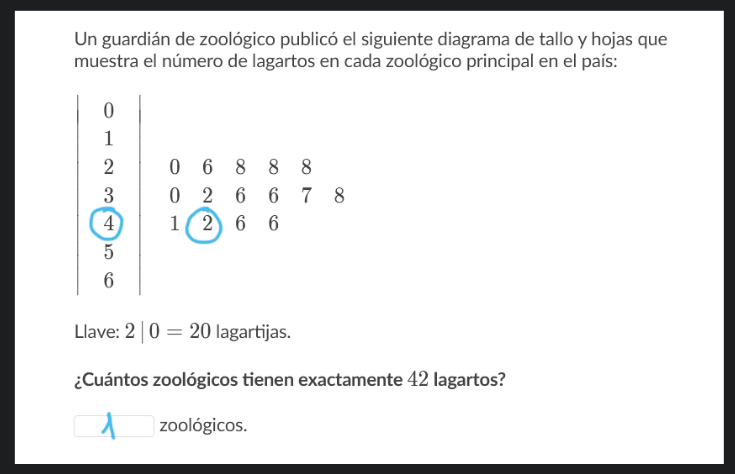 Un guardián de zoológico publicó el siguiente diagrama de tallo y hojas que
muestra el número de lagartos en cada zoológico principal en el país:
0
1
2 0 6 8 8 8
3 0 2 6 6 7 8
4 1 2 6 6
5
6
Llave: 2 | 0 = 20 lagartijas.
¿Cuántos zoológicos tienen exactamente 42 lagartos?
1 zoológicos.